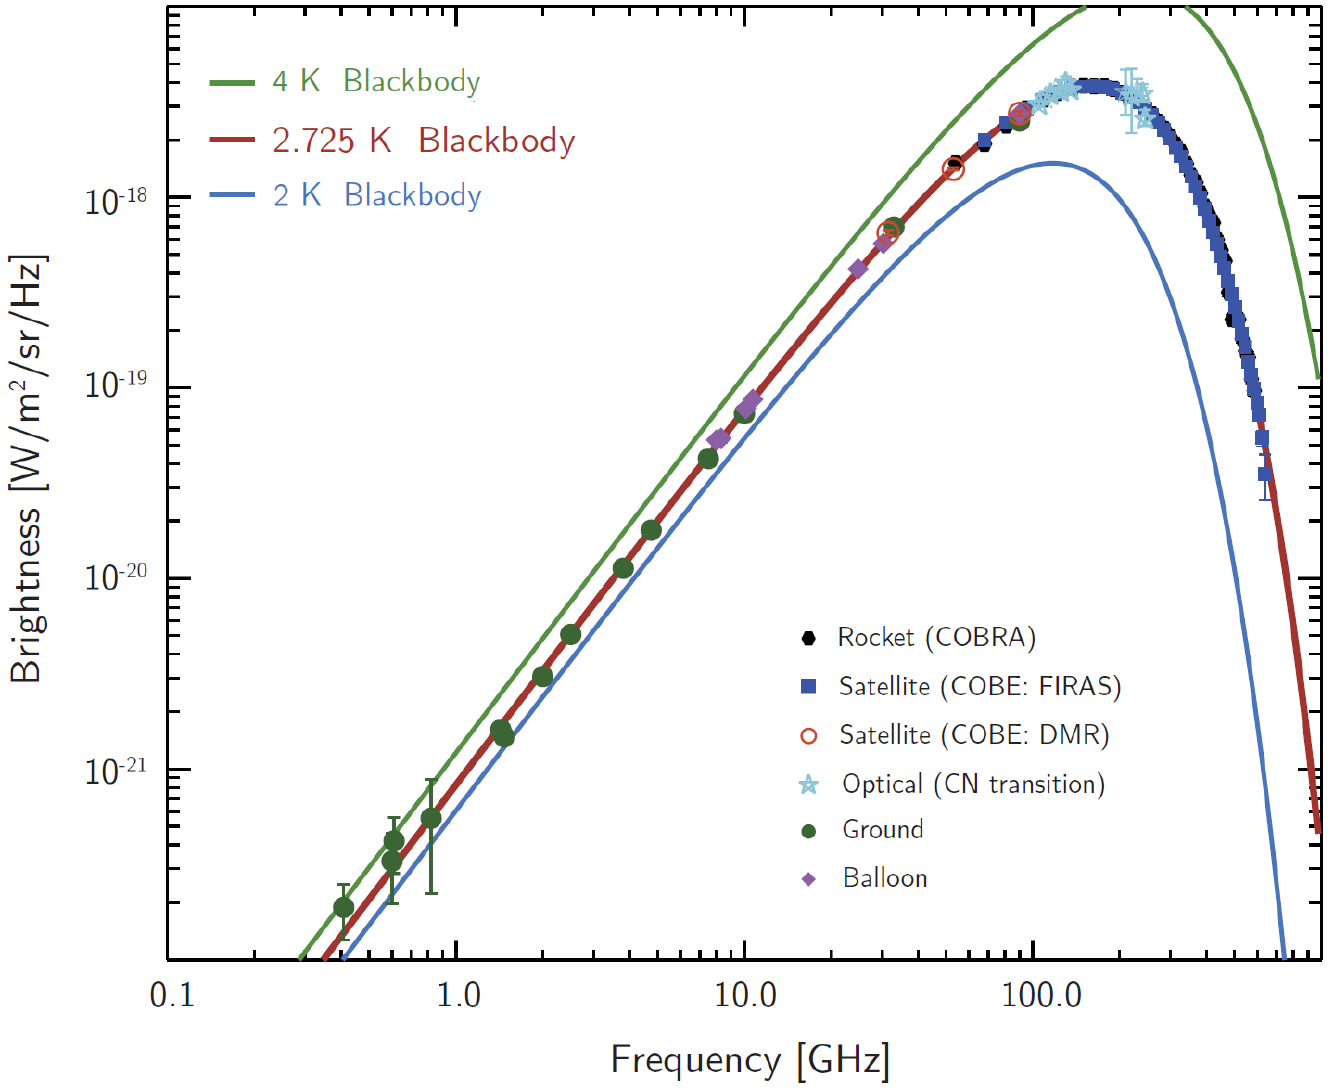 4 K Blackbody
2.725 K Blackbody
2 K Blackbody
10-18
10-19
10-20
10-21
Brightness [W/m2/sr/Hz]
Rocket (COBRA)
Satellite (COBE: FIRAS)
Satellite (COBE: DMR)
Optical (CN transition)
Ground
Balloon
0.1 1.0 10.0 100.0
Frequency [GHz]